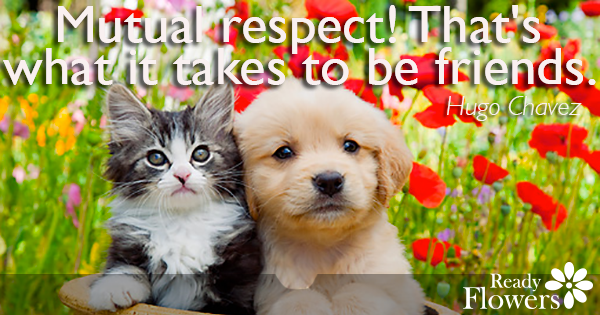 Mutual respect! That's
what it takes to be friends.
Hugo Chavez
Ready
Flowers